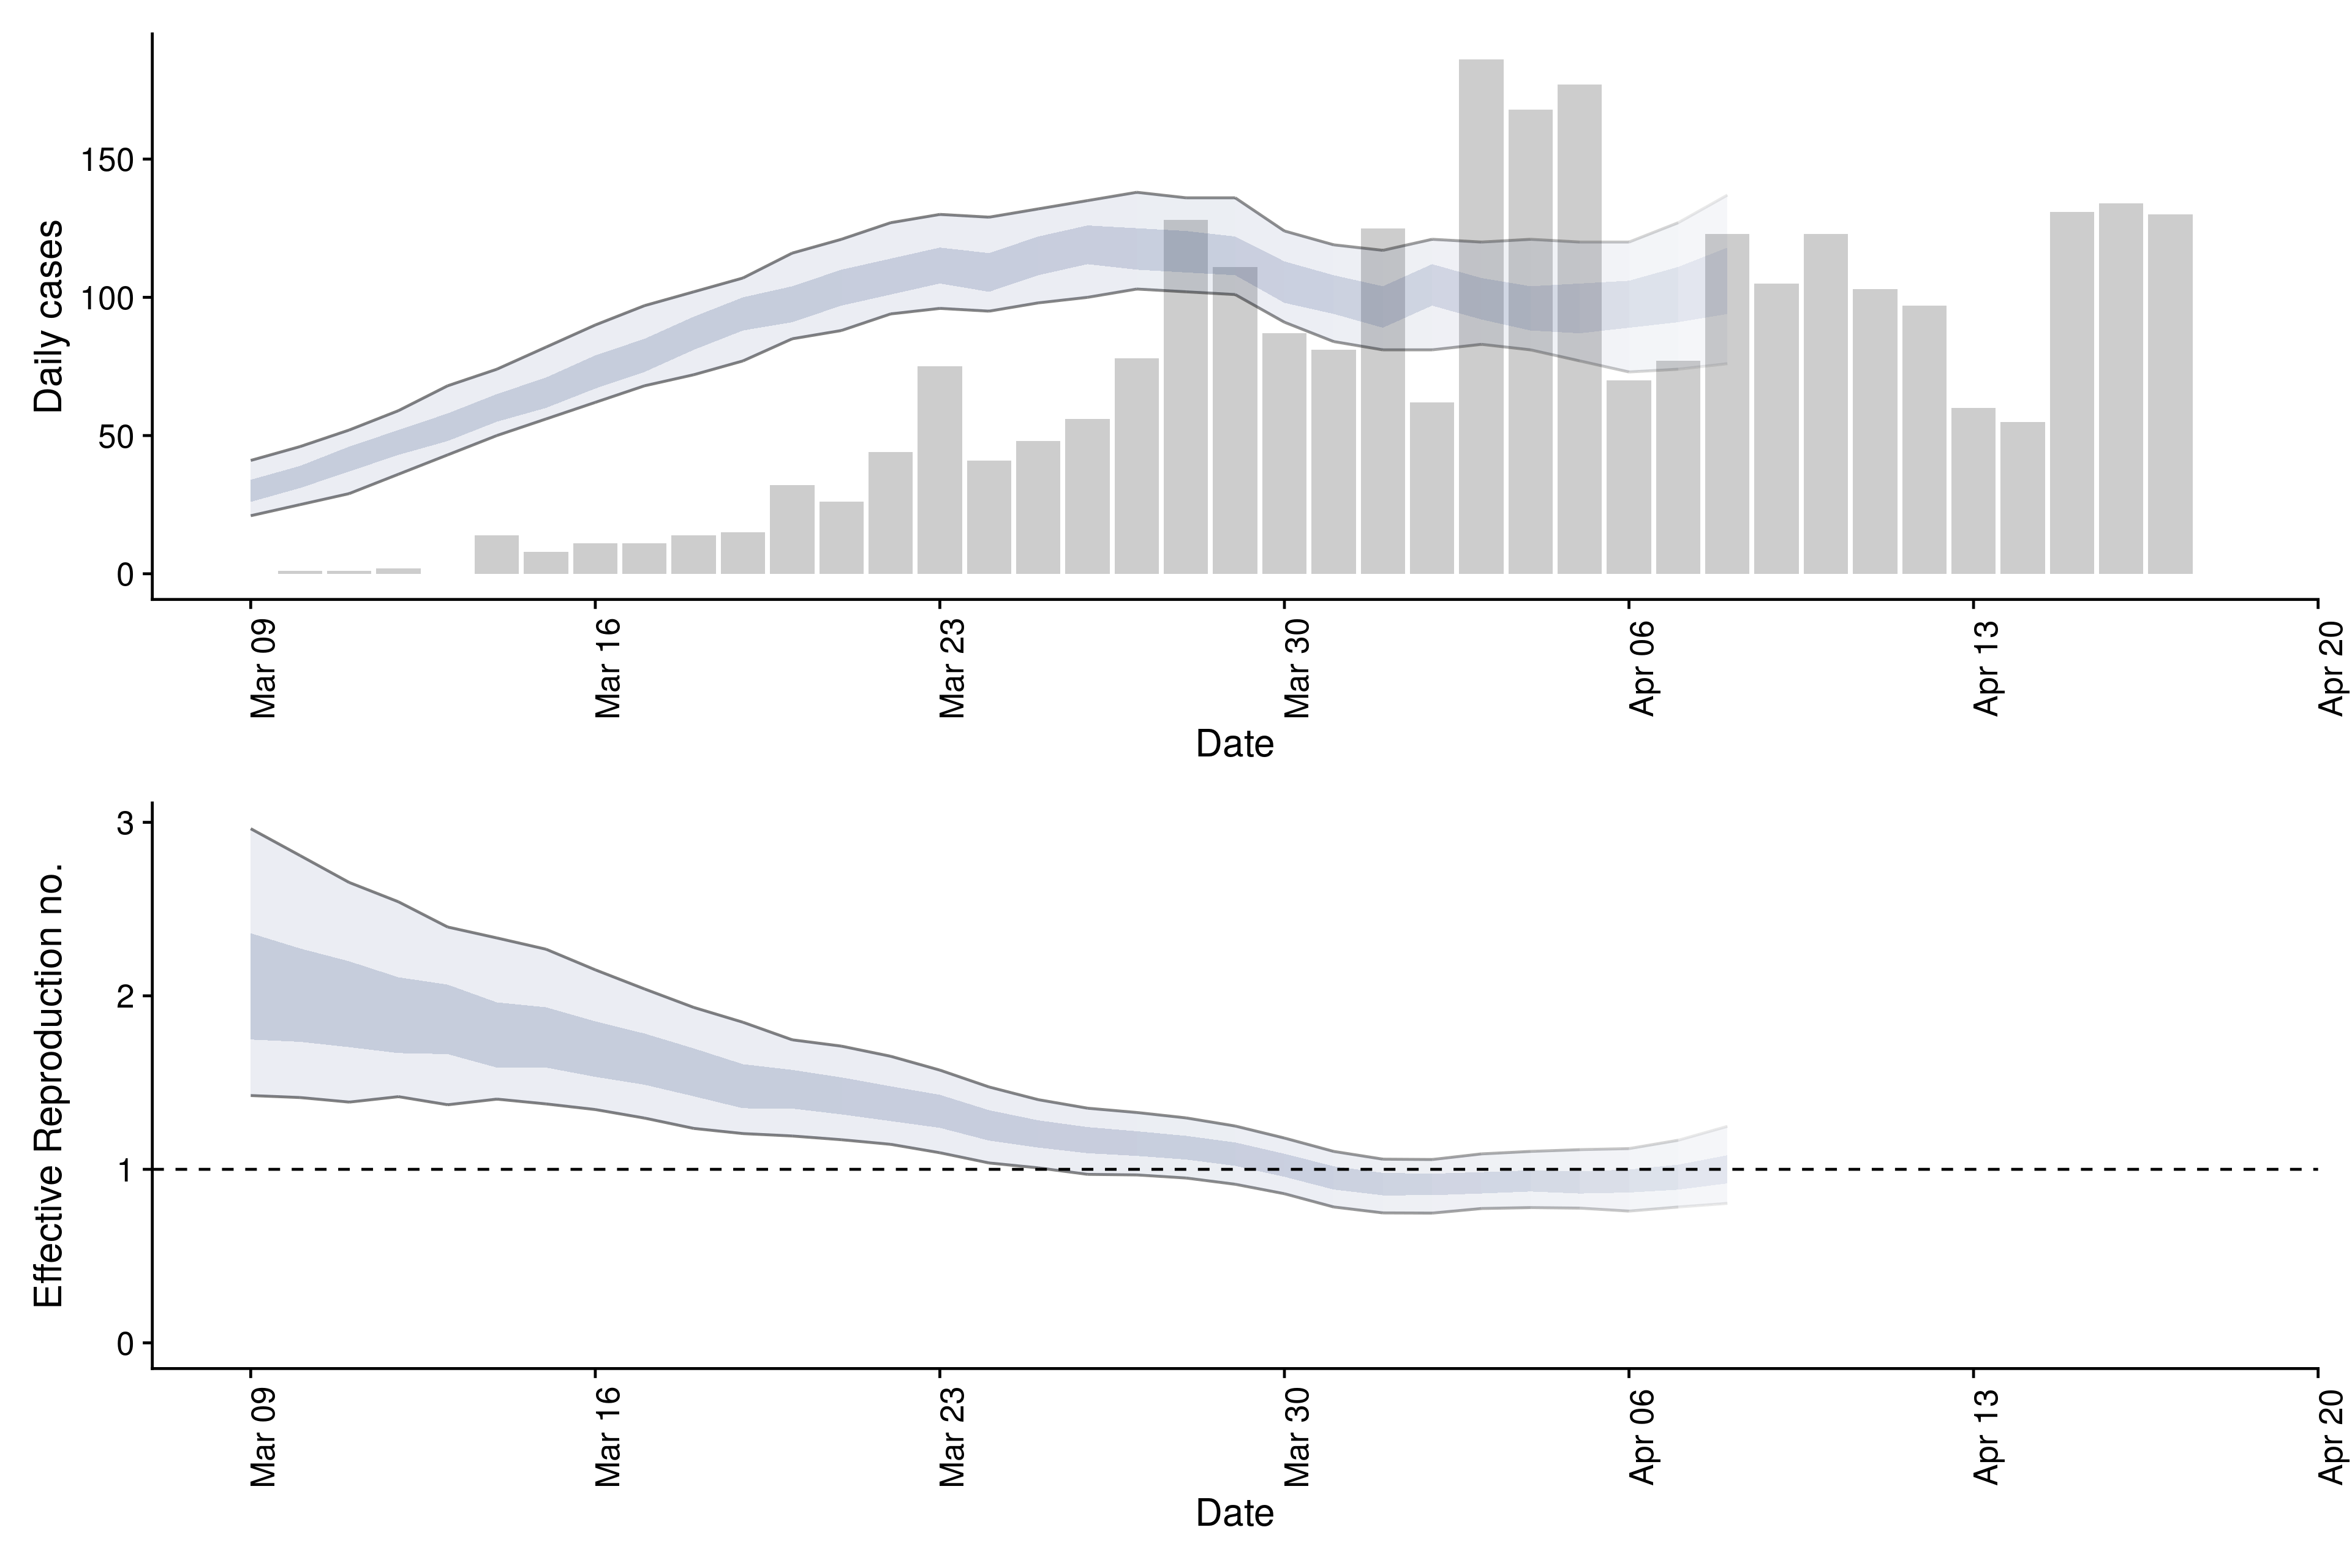 Daily cases
150
100
50
0
Mar 09
Mar 16
Mar 23
Mar 30
Apr 06
Apr 13
Apr 20
Date
Effective Reproduction no.
3
2
1
0
Mar 09
Mar 16
Mar 23
Mar 30
Apr 06
Apr 13
Apr 20
Date